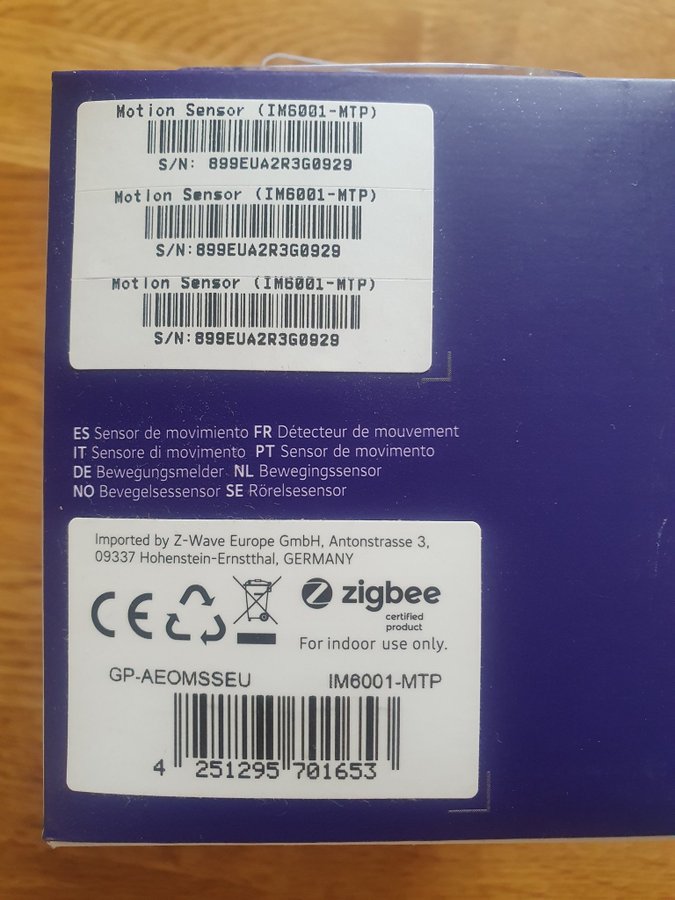 Motion Sensor (IM6001-MTP)
S/N: 899EUA2R3G0929
Motion Sensor (IM6001-MTP)
S/N:899EUA2R3G0929
Motion Sensor (IM6001-MTP)
S/N:899EUA2R3G0929
ES Sensor de movimiento FR Détecteur de mouvement
IT Sensore di movimento PT Sensor de movimento
DE Bewegungsmelder NL Bewegingssensor
NO Bevegelsessensor SE Rörelsesensor
Imported by Z-Wave Europe GmbH, Antonstrasse 3,
09337 Hohenstein-Ernstthal, GERMANY
CE
zigbee
certified
product
For indoor use only.
GP-AEOMSSEU IM6001-MTP
4 251295 701653